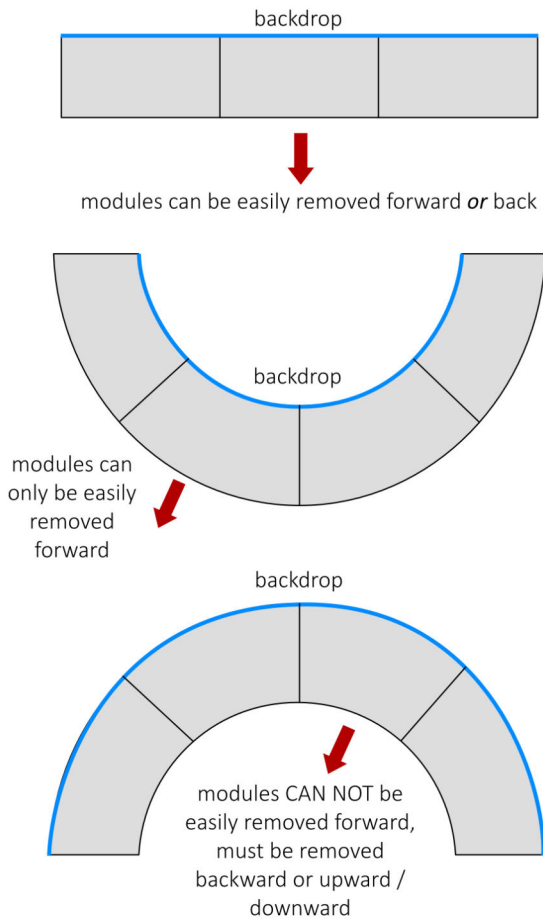 backdrop
modules can be easily removed forward or back
backdrop
modules can
only be easily
removed
forward
backdrop
modules CAN NOT be
easily removed forward,
must be removed
backward or upward /
downward